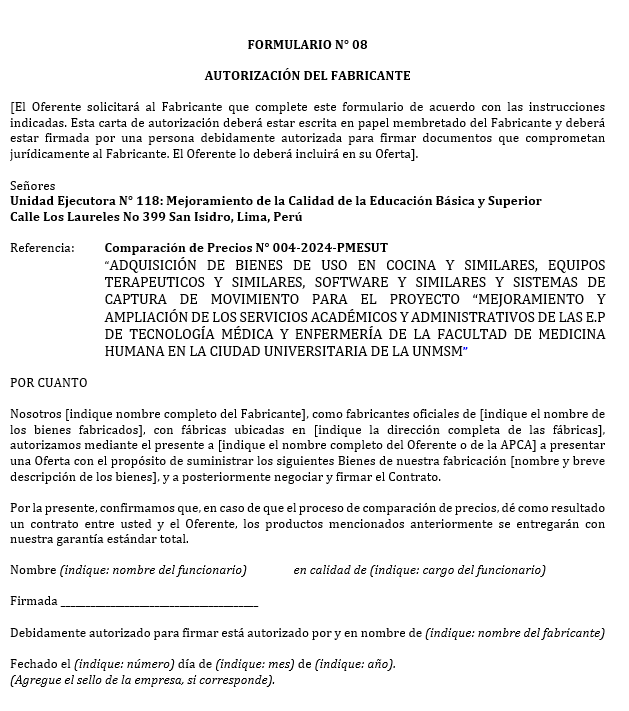 FORMULARIO N° 08
AUTORIZACIÓN DEL FABRICANTE
[El Oferente solicitará al Fabricante que complete este formulario de acuerdo con las instrucciones
indicadas. Esta carta de autorización deberá estar escrita en papel membretado del Fabricante y deberá
estar firmada por una persona debidamente autorizada para firmar documentos que comprometan
jurídicamente al Fabricante. El Oferente lo deberá incluirá en su Oferta].
Señores
Unidad Ejecutora N° 118: Mejoramiento de la Calidad de la Educación Básica y Superior
Calle Los Laureles No 399 San Isidro, Lima, Perú
Referencia: Comparación de Precios N° 004-2024-PMESUT
"ADQUISICIÓN DE BIENES DE USO EN COCINA Y SIMILARES, EQUIPOS
TERAPEUTICOS Y SIMILARES, SOFTWARE Y SIMILARES Y SISTEMAS DE
CAPTURA DE MOVIMIENTO PARA EL PROYECTO "MEJORAMIENTO Y
AMPLIACIÓN DE LOS SERVICIOS ACADÉMICOS Y ADMINISTRATIVOS DE LAS E.P
DE TECNOLOGÍA MÉDICA Y ENFERMERÍA DE LA FACULTAD DE MEDICINA
HUMANA EN LA CIUDAD UNIVERSITARIA DE LA UNMSM"
POR CUANTO
Nosotros [indique nombre completo del Fabricante], como fabricantes oficiales de [indique el nombre de
los bienes fabricados], con fábricas ubicadas en [indique la dirección completa de las fábricas],
autorizamos mediante el presente a [indique el nombre completo del Oferente o de la APCA] a presentar
una Oferta con el propósito de suministrar los siguientes Bienes de nuestra fabricación [nombre y breve
descripción de los bienes], y a posteriormente negociar y firmar el Contrato.
Por la presente, confirmamos que, en caso de que el proceso de comparación de precios, dé como resultado
un contrato entre usted y el Oferente, los productos mencionados anteriormente se entregarán con
nuestra garantía estándar total.
Nombre (indique: nombre del funcionario) en calidad de (indique: cargo del funcionario)
Firmada ______________________________________
Debidamente autorizado para firmar está autorizado por y en nombre de (indique: nombre del fabricante)
Fechado el (indique: número) día de (indique: mes) de (indique: año).
(Agregue el sello de la empresa, si corresponde).